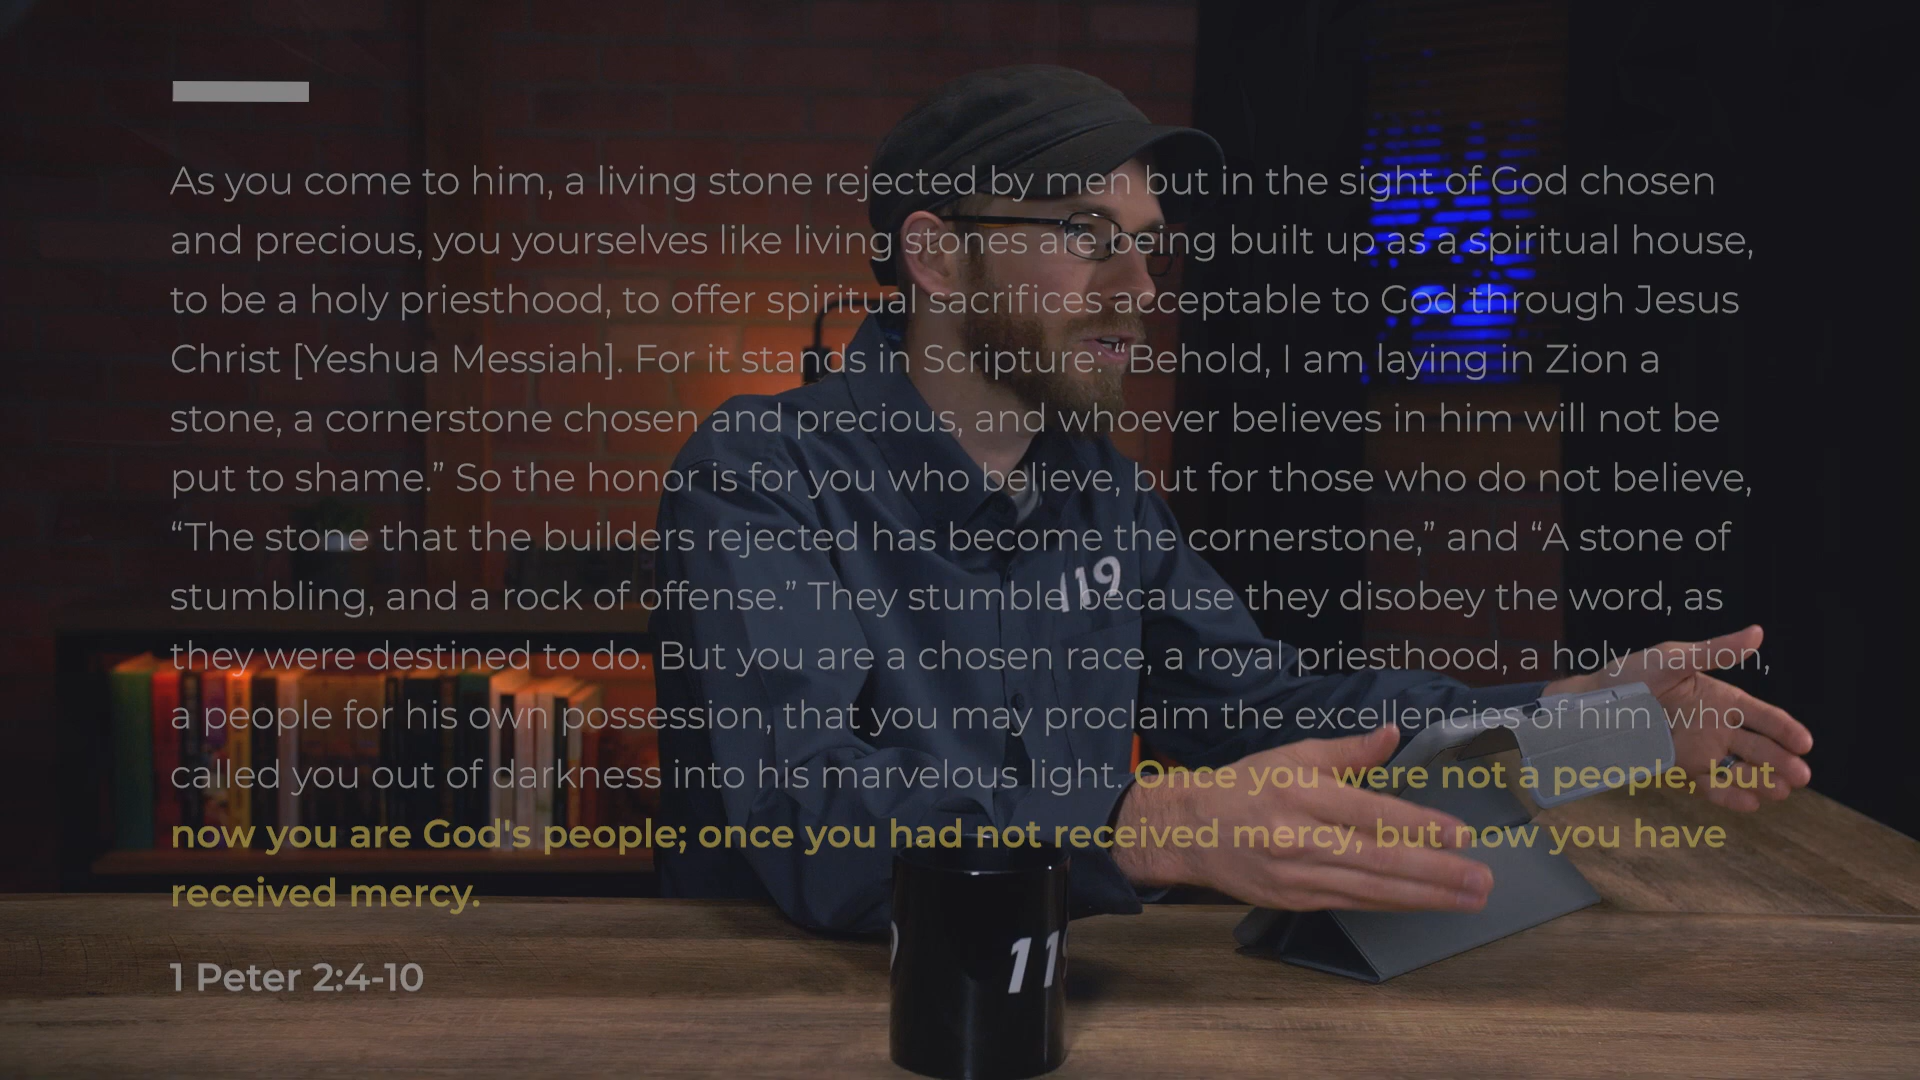 As you come to him, a living stone rejected by men but in the sight of God chosen
and precious, you yourselves like living stones are being built up as a spiritual house,
to be a holy priesthood, to offer spiritual sacrifices acceptable to God through Jesus
Christ [Yeshua Messiah]. For it stands in Scripture: “Behold, I am laying in Zion a
stone, a cornerstone chosen and precious, and whoever believes in him will not be
put to shame.” So the honor is for you who believe, but for those who do not believe,
“The stone that the builders rejected has become the cornerstone,” and “A stone of
stumbling, and a rock of offense.” They stumble because they disobey the word, as
they were destined to do. But you are a chosen race, a royal priesthood, a holy nation,
a people for his own possession, that you may proclaim the excellencies of him who
called you out of darkness into his marvelous light. Once you were not a people, but
now you are God's people; once you had not received mercy, but now you have
received mercy.
1 Peter 2:4-10
119
119